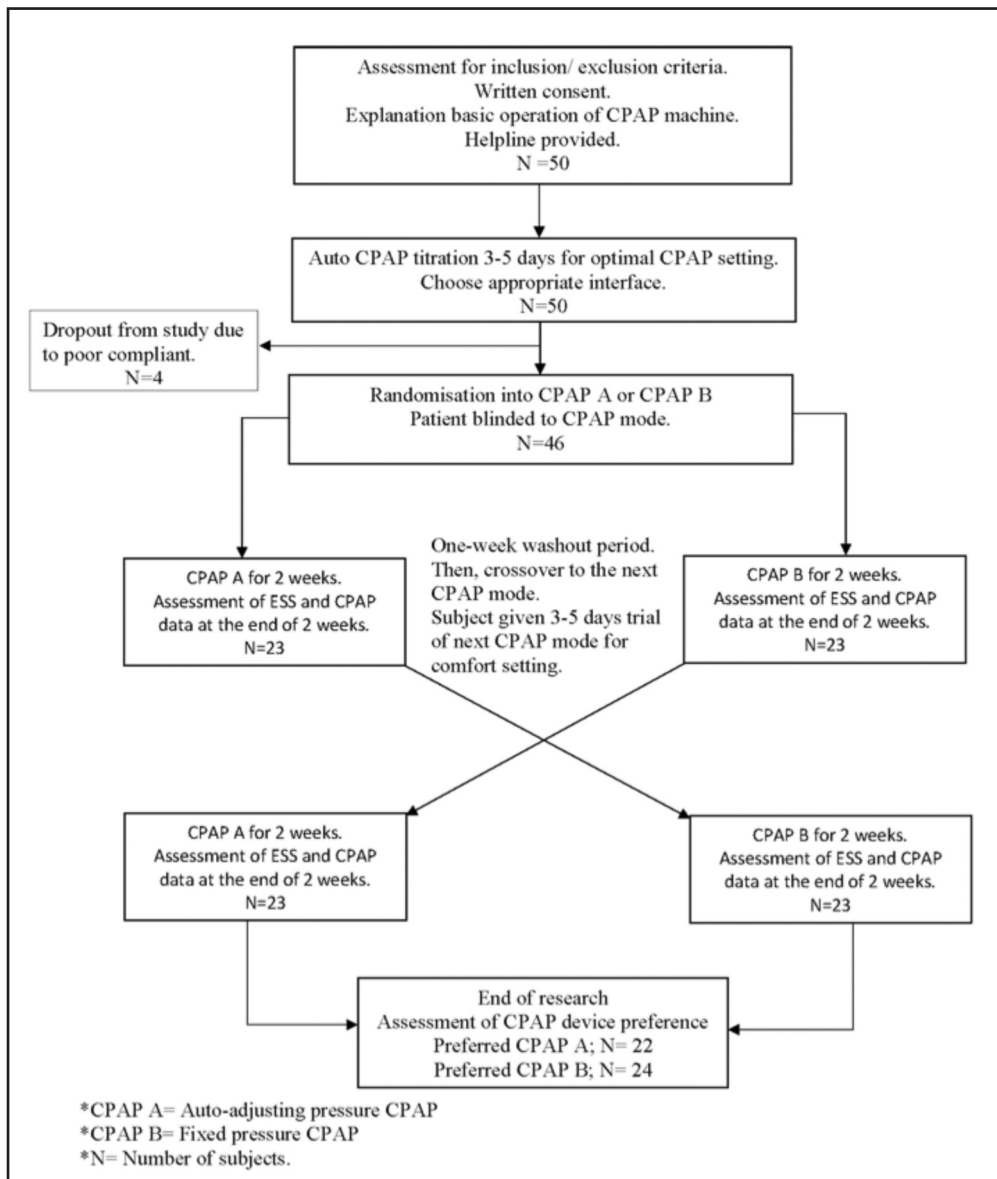 Assessment for inclusion/ exclusion criteria.
Written consent.
Explanation basic operation of CPAP machine.
Helpline provided.
N =50
Auto CPAP titration 3-5 days for optimal CPAP setting.
Choose appropriate interface.
N=50
Dropout from study due
to poor compliant.
N=4
Randomisation into CPAP A or CPAP B
Patient blinded to CPAP mode.
N=46
CPAP A for 2 weeks.
Assessment of ESS and CPAP
data at the end of 2 weeks.
N=23
One-week washout period.
Then, crossover to the next
CPAP mode.
Subject given 3-5 days trial
of next CPAP mode for
comfort setting.
CPAP B for 2 weeks.
Assessment of ESS and CPAP
data at the end of 2 weeks.
N=23
CPAP A for 2 weeks.
Assessment of ESS and CPAP
data at the end of 2 weeks.
N=23
CPAP B for 2 weeks.
Assessment of ESS and CPAP
data at the end of 2 weeks.
N=23
End of research
Assessment of CPAP device preference
Preferred CPAP A; N= 22
Preferred CPAP B; N= 24
*CPAP A= Auto-adjusting pressure CPAP
*CPAP B= Fixed pressure CPAP
*N= Number of subjects.